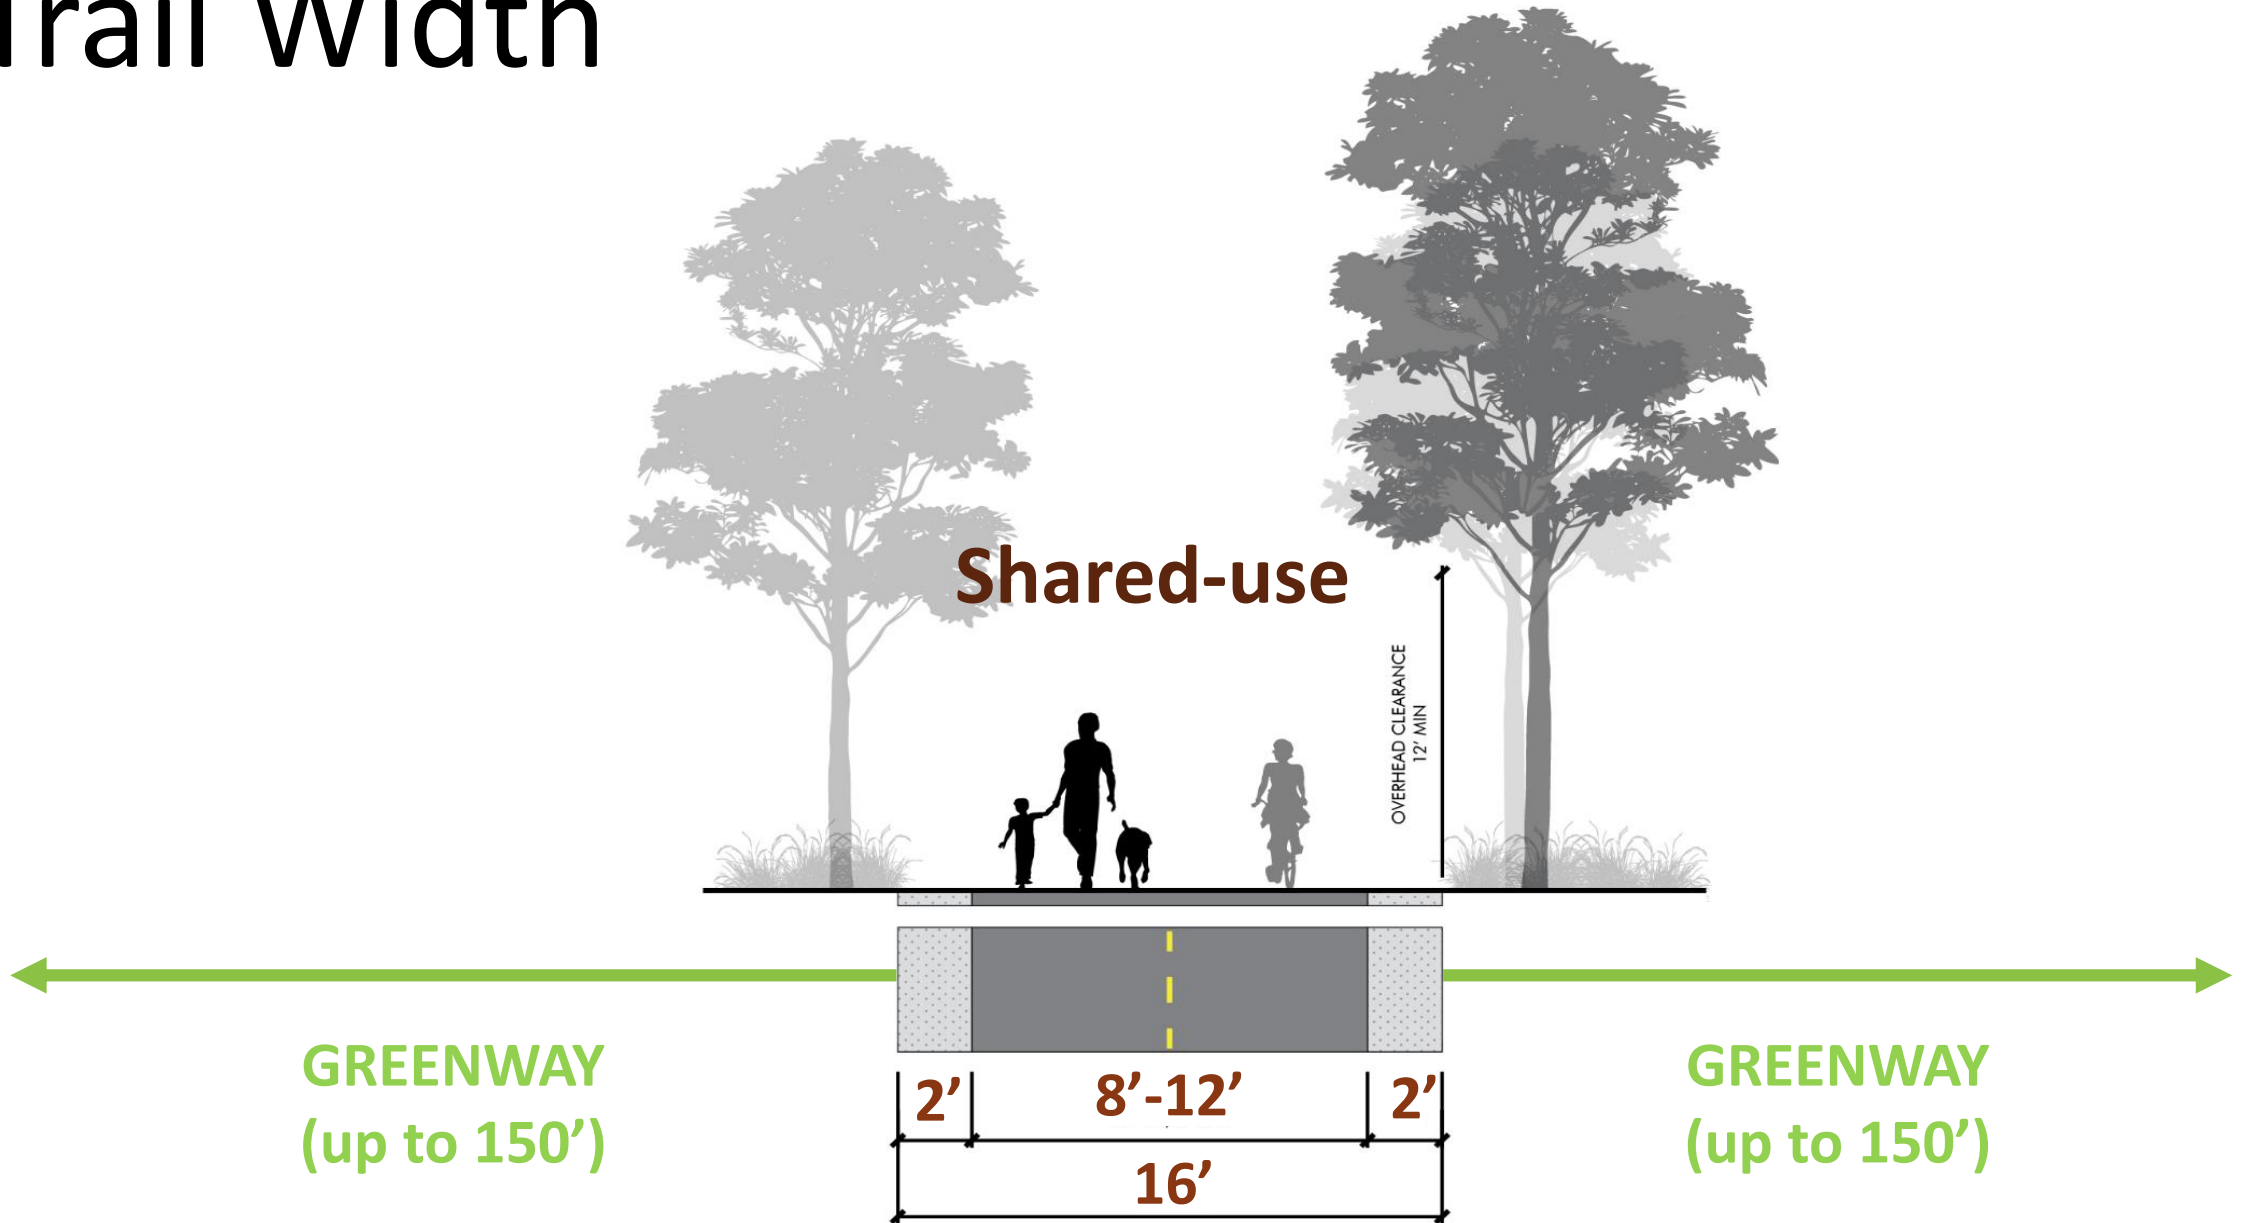 Trail Width
Shared-use
OVERHEAD CLEARANCE
12' MIN
GREENWAY
(up to 150’)
2’
8’-12’
2’
16’
GREENWAY
(up to 150’)